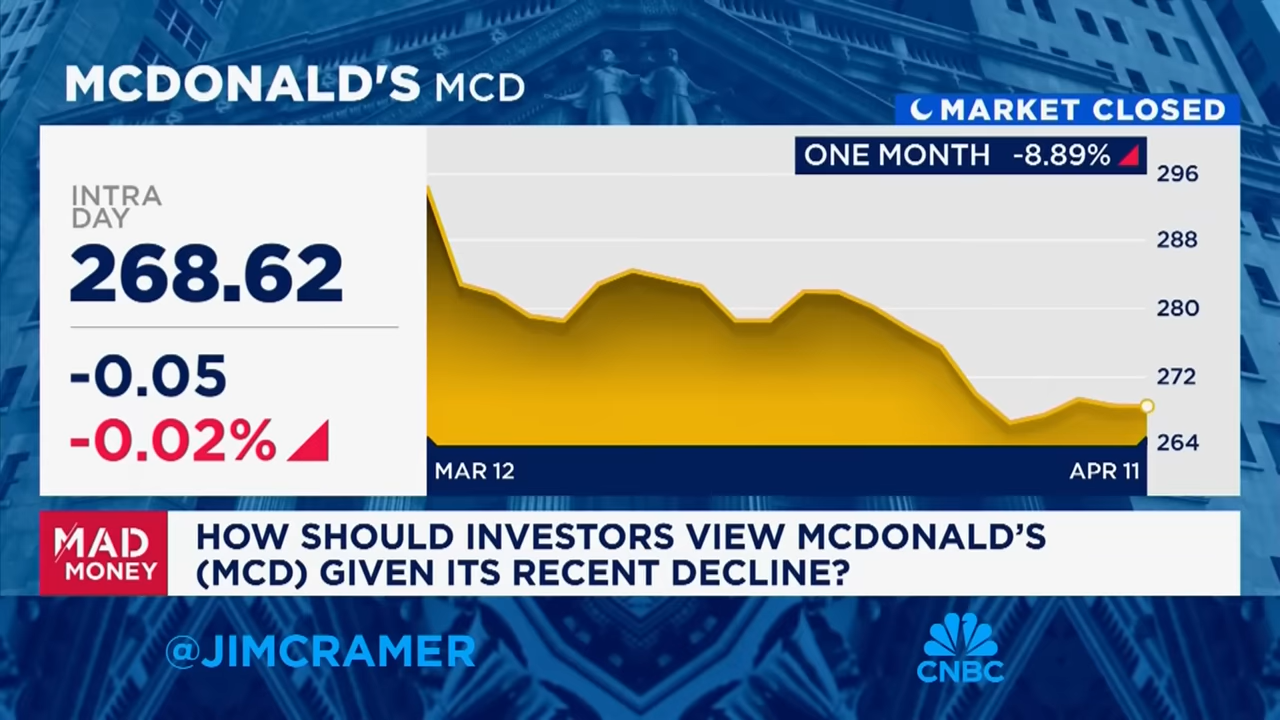 MCDONALD'S MCD
MARKET CLOSED
INTRA
DAY
268.62
-0.05
-0.02%
ONE MONTH -8.89%
296
288
280
272
264
MAR 12
APR 11
MAD
MONEY
HOW SHOULD INVESTORS VIEW MCDONALD’S
(MCD) GIVEN ITS RECENT DECLINE?
@JIMCRAMER
CNBC